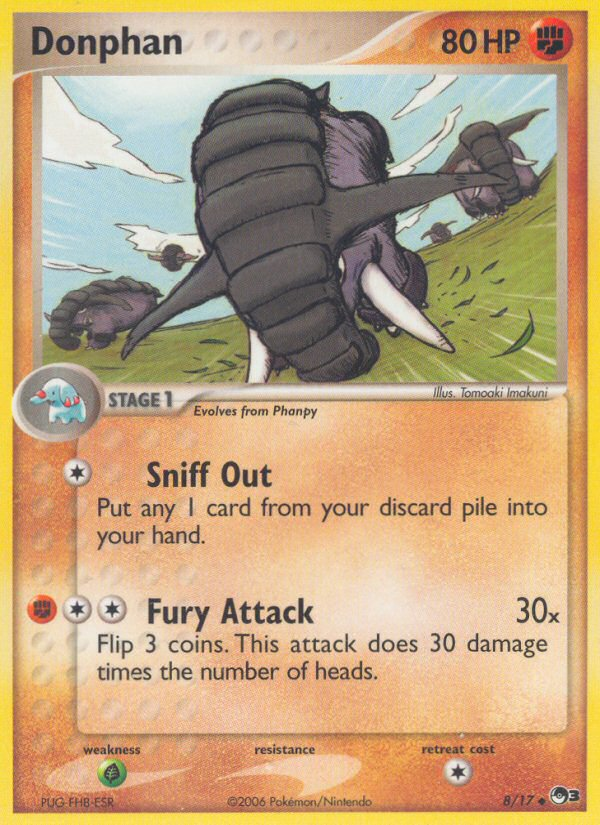 Donphan 80 HP
Illus. Tomoaki Imakuni
STAGE 1
Evolves from Phanpy
Sniff Out
Put any 1 card from your discard pile into
your hand.
Fury Attack 30x
Flip 3 coins. This attack does 30 damage
times the number of heads.
weakness resistance retreat cost
PUG-FHB-ESR ©2006 Pokémon/Nintendo 8/17 3